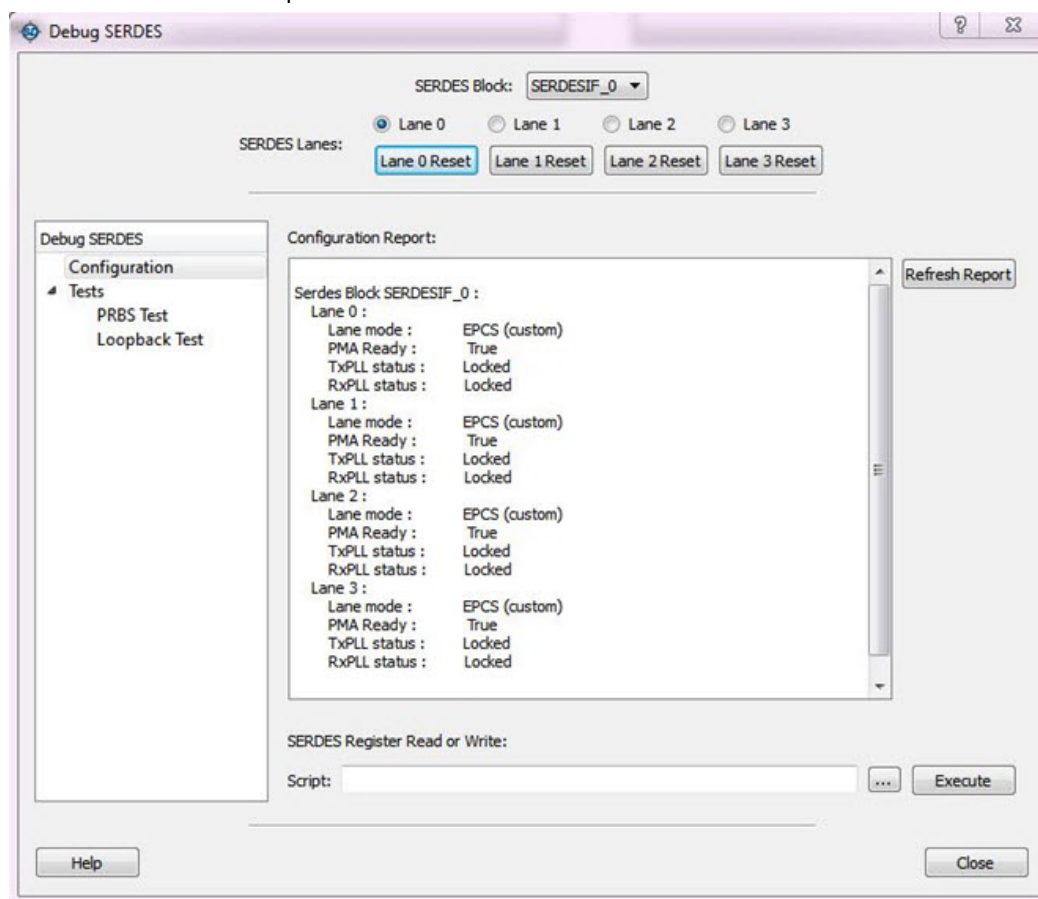 Debug SERDES
SERDES Block: SERDESIF_0
Lane 0 Lane 1 Lane 2 Lane 3
SERDES Lanes:
Lane 0 Reset Lane 1 Reset Lane 2 Reset Lane 3 Reset
Debug SERDES
Configuration
Tests
PRBS Test
Loopback Test
Configuration Report:
Refresh Report
Serdes Block SERDESIF_0 :
Lane 0 :
Lane mode : EPCS (custom)
PMA Ready : True
TxPLL status : Locked
RxPLL status : Locked
Lane 1 :
Lane mode : EPCS (custom)
PMA Ready : True
TxPLL status : Locked
RxPLL status : Locked
Lane 2 :
Lane mode : EPCS (custom)
PMA Ready : True
TxPLL status : Locked
RxPLL status : Locked
Lane 3 :
Lane mode : EPCS (custom)
PMA Ready : True
TxPLL status : Locked
RxPLL status : Locked
SERDES Register Read or Write:
Script: ... Execute
Help Close